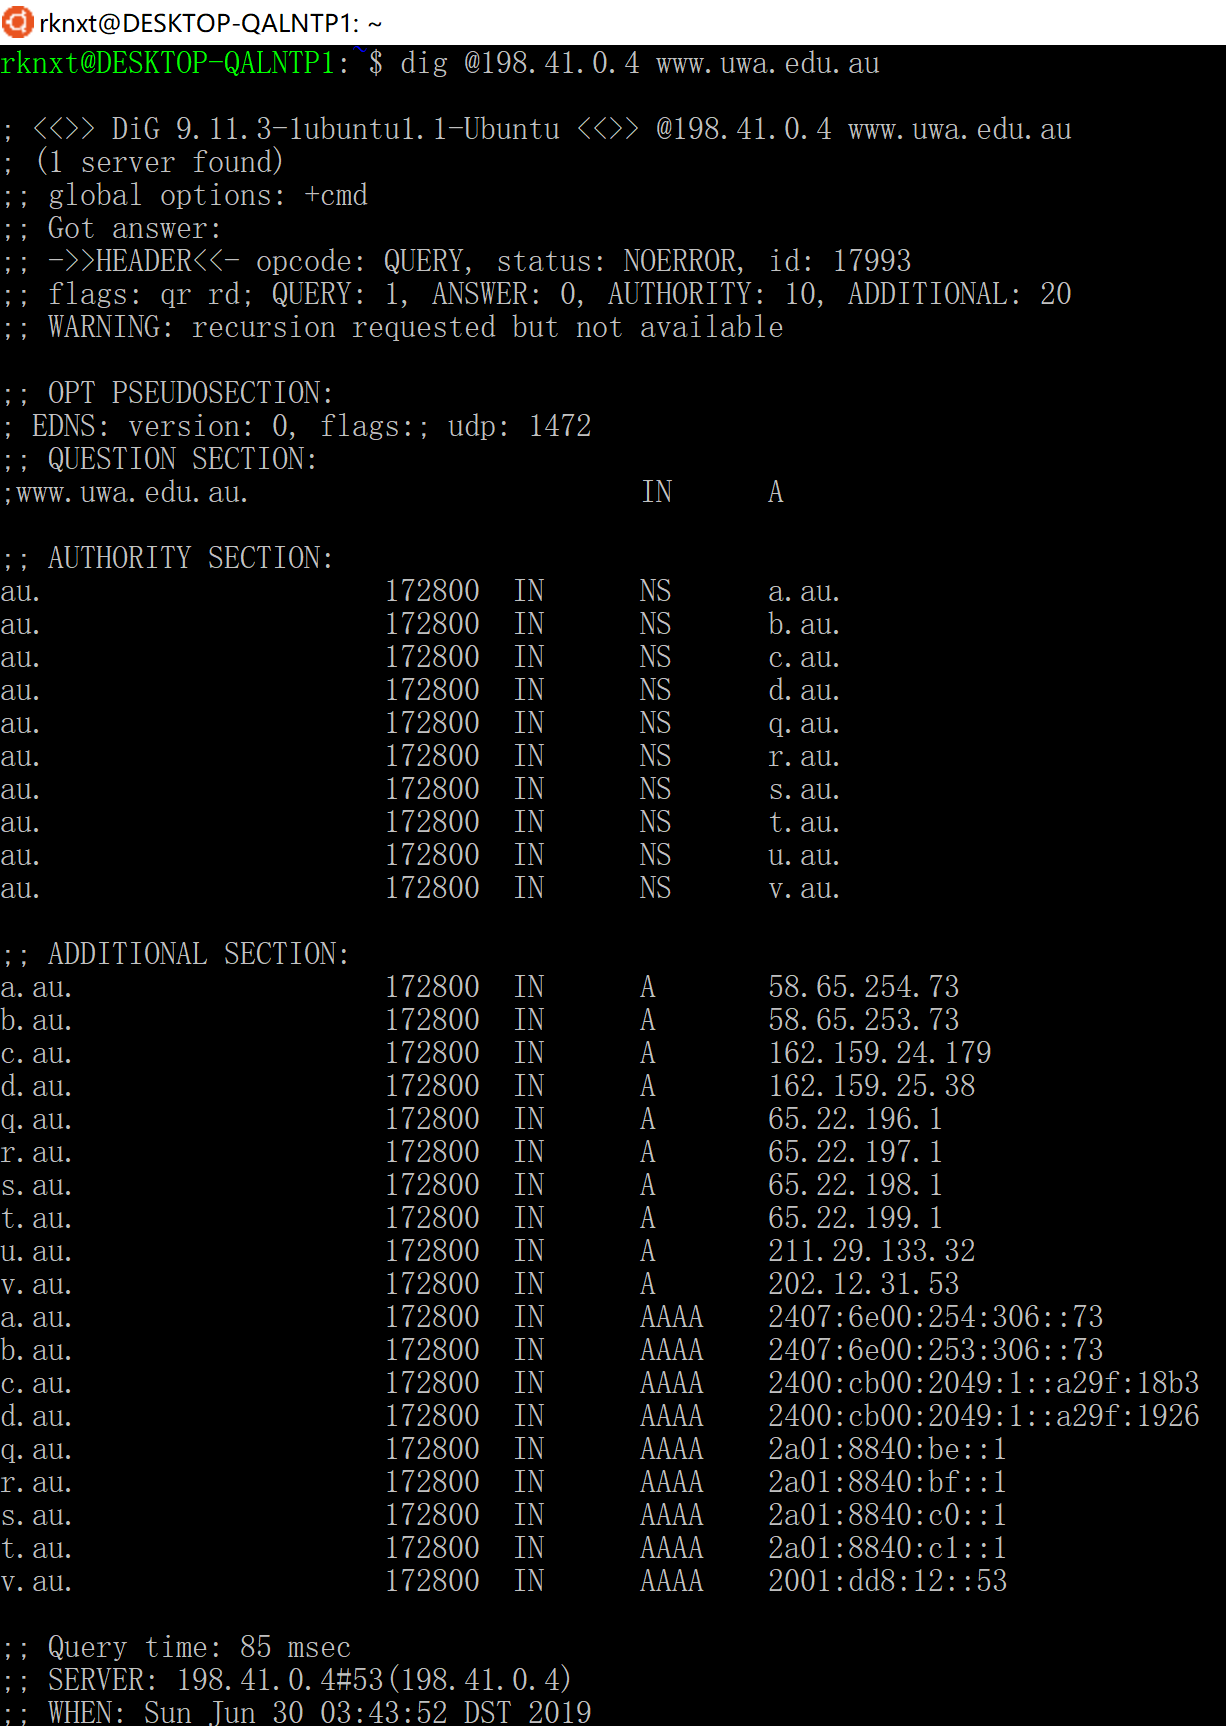 rknxt@DESKTOP-QALNTP1: ~
rknxt@DESKTOP-QALNTP1:~$ dig @198.41.0.4 www.uwa.edu.au
; <<>> DiG 9.11.3-1ubuntu1.1-Ubuntu <<>> @198.41.0.4 www.uwa.edu.au
; (1 server found)
;; global options: +cmd
;; Got answer:
;; ->>HEADER<<- opcode: QUERY, status: NOERROR, id: 17993
;; flags: qr rd; QUERY: 1, ANSWER: 0, AUTHORITY: 10, ADDITIONAL: 20
;; WARNING: recursion requested but not available
;; OPT PSEUDOSECTION:
; EDNS: version: 0, flags:; udp: 1472
;; QUESTION SECTION:
;www.uwa.edu.au. IN A
;; AUTHORITY SECTION:
au. 172800 IN NS a.au.
au. 172800 IN NS b.au.
au. 172800 IN NS c.au.
au. 172800 IN NS d.au.
au. 172800 IN NS q.au.
au. 172800 IN NS r.au.
au. 172800 IN NS s.au.
au. 172800 IN NS t.au.
au. 172800 IN NS u.au.
au. 172800 IN NS v.au.
;; ADDITIONAL SECTION:
a.au. 172800 IN A 58.65.254.73
b.au. 172800 IN A 58.65.253.73
c.au. 172800 IN A 162.159.24.179
d.au. 172800 IN A 162.159.25.38
q.au. 172800 IN A 65.22.196.1
r.au. 172800 IN A 65.22.197.1
s.au. 172800 IN A 65.22.198.1
t.au. 172800 IN A 65.22.199.1
u.au. 172800 IN A 211.29.133.32
v.au. 172800 IN A 202.12.31.53
a.au. 172800 IN AAAA 2407:6e00:254:306::73
b.au. 172800 IN AAAA 2407:6e00:253:306::73
c.au. 172800 IN AAAA 2400:cb00:2049:1::a29f:18b3
d.au. 172800 IN AAAA 2400:cb00:2049:1::a29f:1926
q.au. 172800 IN AAAA 2a01:8840:be::1
r.au. 172800 IN AAAA 2a01:8840:bf::1
s.au. 172800 IN AAAA 2a01:8840:c0::1
t.au. 172800 IN AAAA 2a01:8840:c1::1
v.au. 172800 IN AAAA 2001:dd8:12::53
;; Query time: 85 msec
;; SERVER: 198.41.0.4#53(198.41.0.4)
;; WHEN: Sun Jun 30 03:43:52 DST 2019